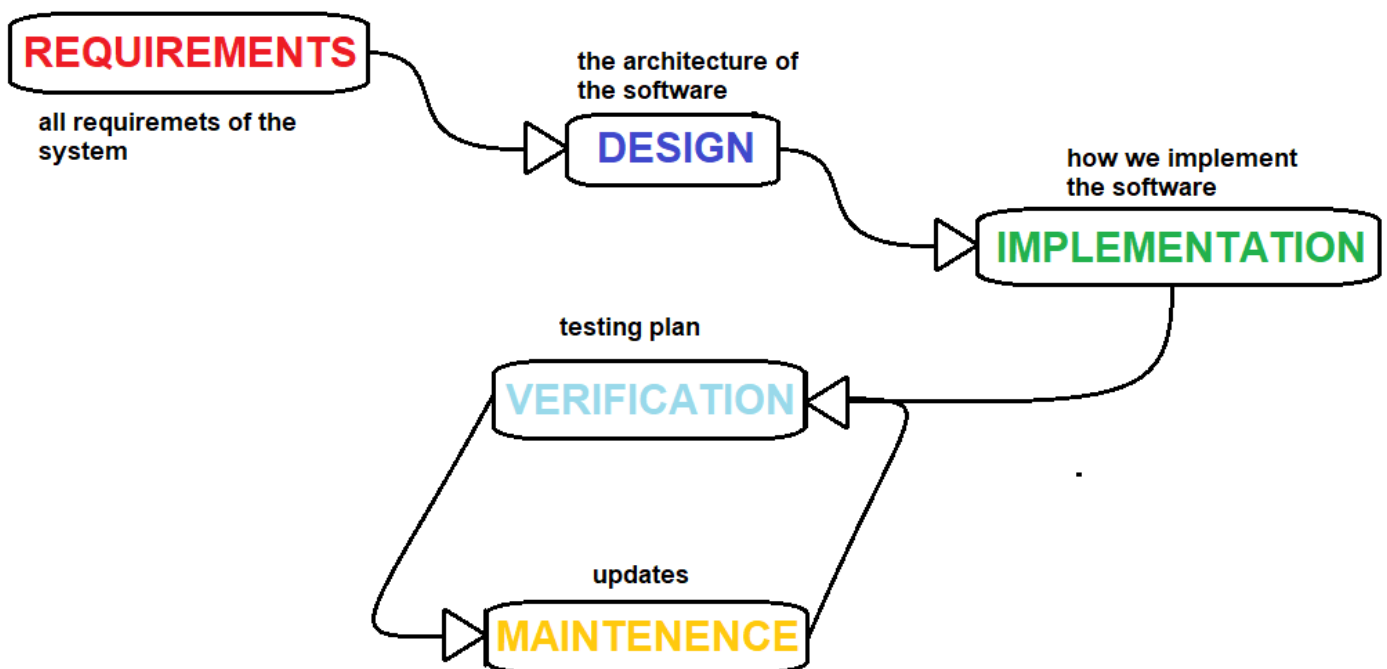 REQUIREMENTS
all requiremets of the
system
the architecture of
the software
DESIGN
how we implement
the software
IMPLEMENTATION
testing plan
VERIFICATION
updates
MAINTENENCE